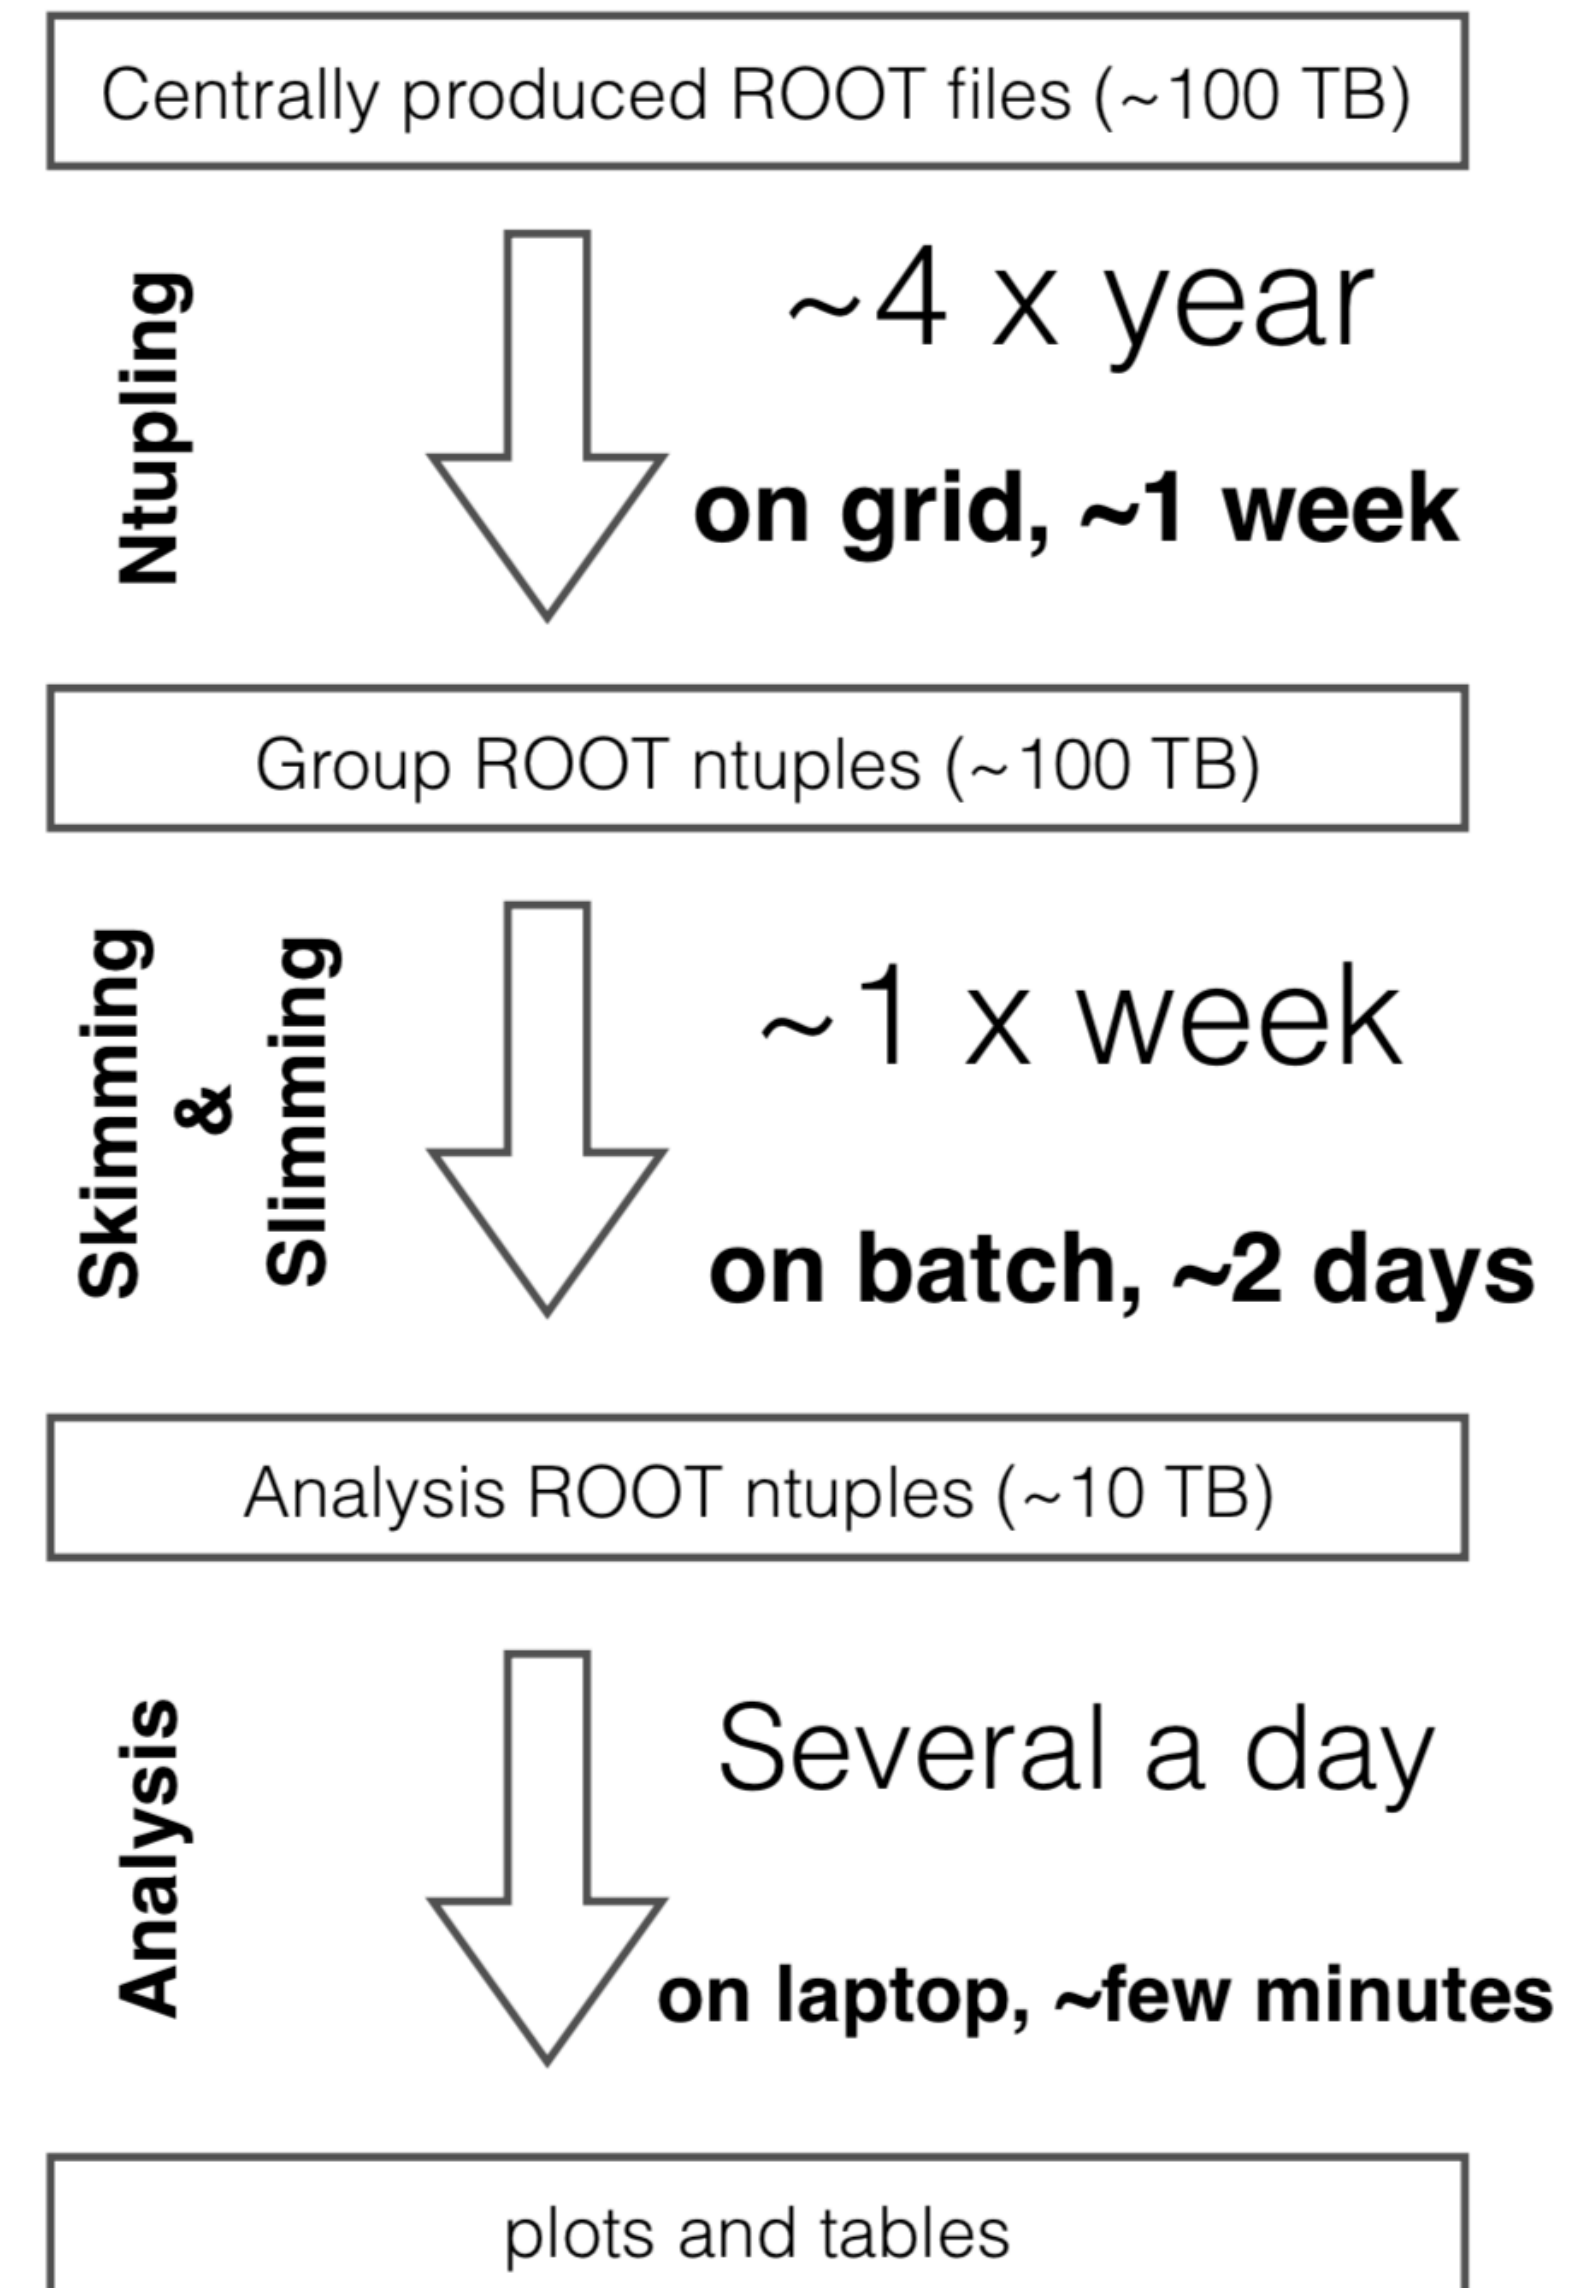 Centrally produced ROOT files (~100 TB)
Ntupling
~4 x year
on grid, ~1 week
Group ROOT ntuples (~100 TB)
Skimming
&
Slimming
~1 x week
on batch, ~2 days
Analysis ROOT ntuples (~10 TB)
Analysis
Several a day
on laptop, ~few minutes
plots and tables